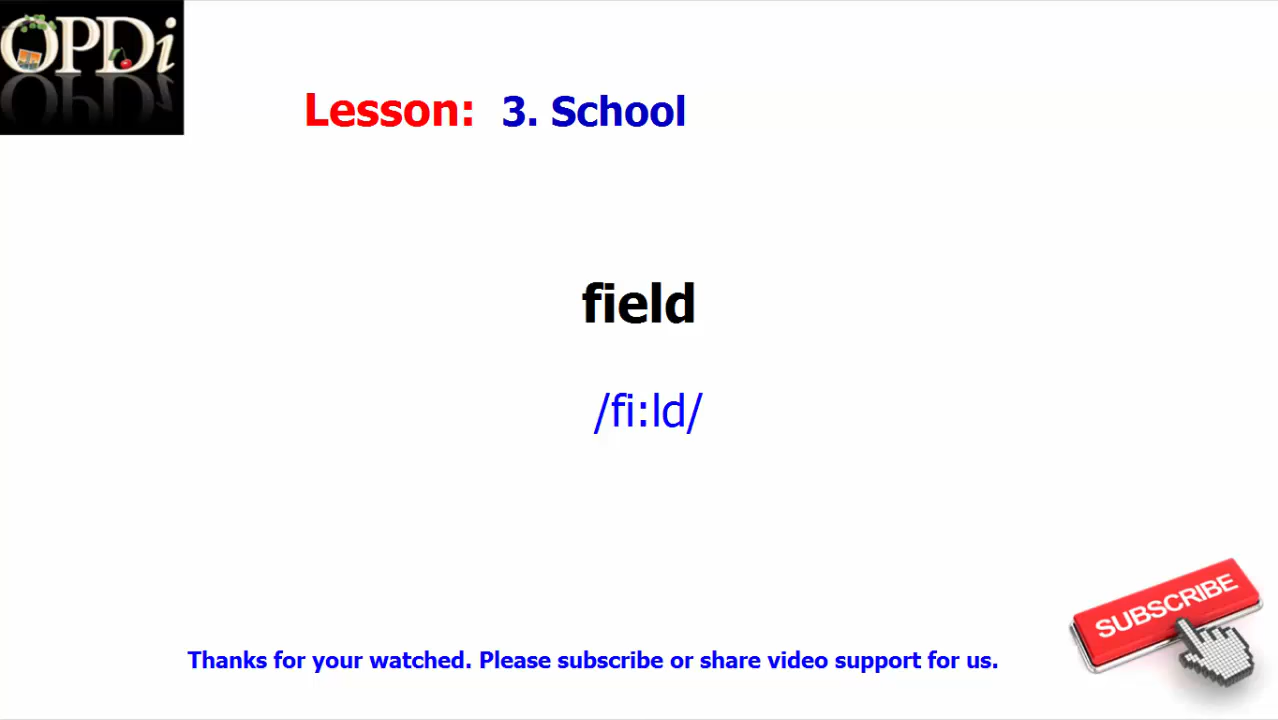 OPDi
Lesson: 3. School
field
/fi:ld/
SUBSCRIBE
Thanks for your watched. Please subscribe or share video support for us.